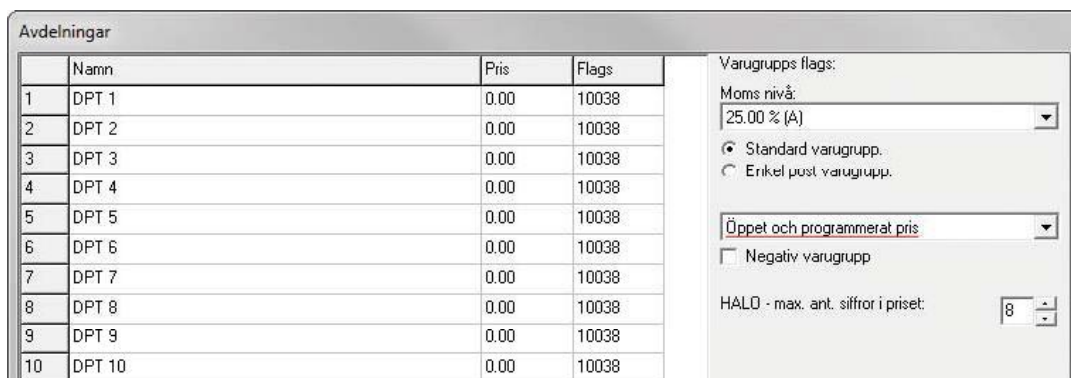 Avdelningar
Namn Pris Flags
1 DPT 1 0.00 10038
2 DPT 2 0.00 10038
3 DPT 3 0.00 10038
4 DPT 4 0.00 10038
5 DPT 5 0.00 10038
6 DPT 6 0.00 10038
7 DPT 7 0.00 10038
8 DPT 8 0.00 10038
9 DPT 9 0.00 10038
10 DPT 10 0.00 10038
Varugrupps flags:
Moms nivå:
25.00 % (A)
Standard varugrupp.
Enkel post varugrupp.
Öppet och programmerat pris
Negativ varugrupp
HALO - max. ant. siffror i priset: 8